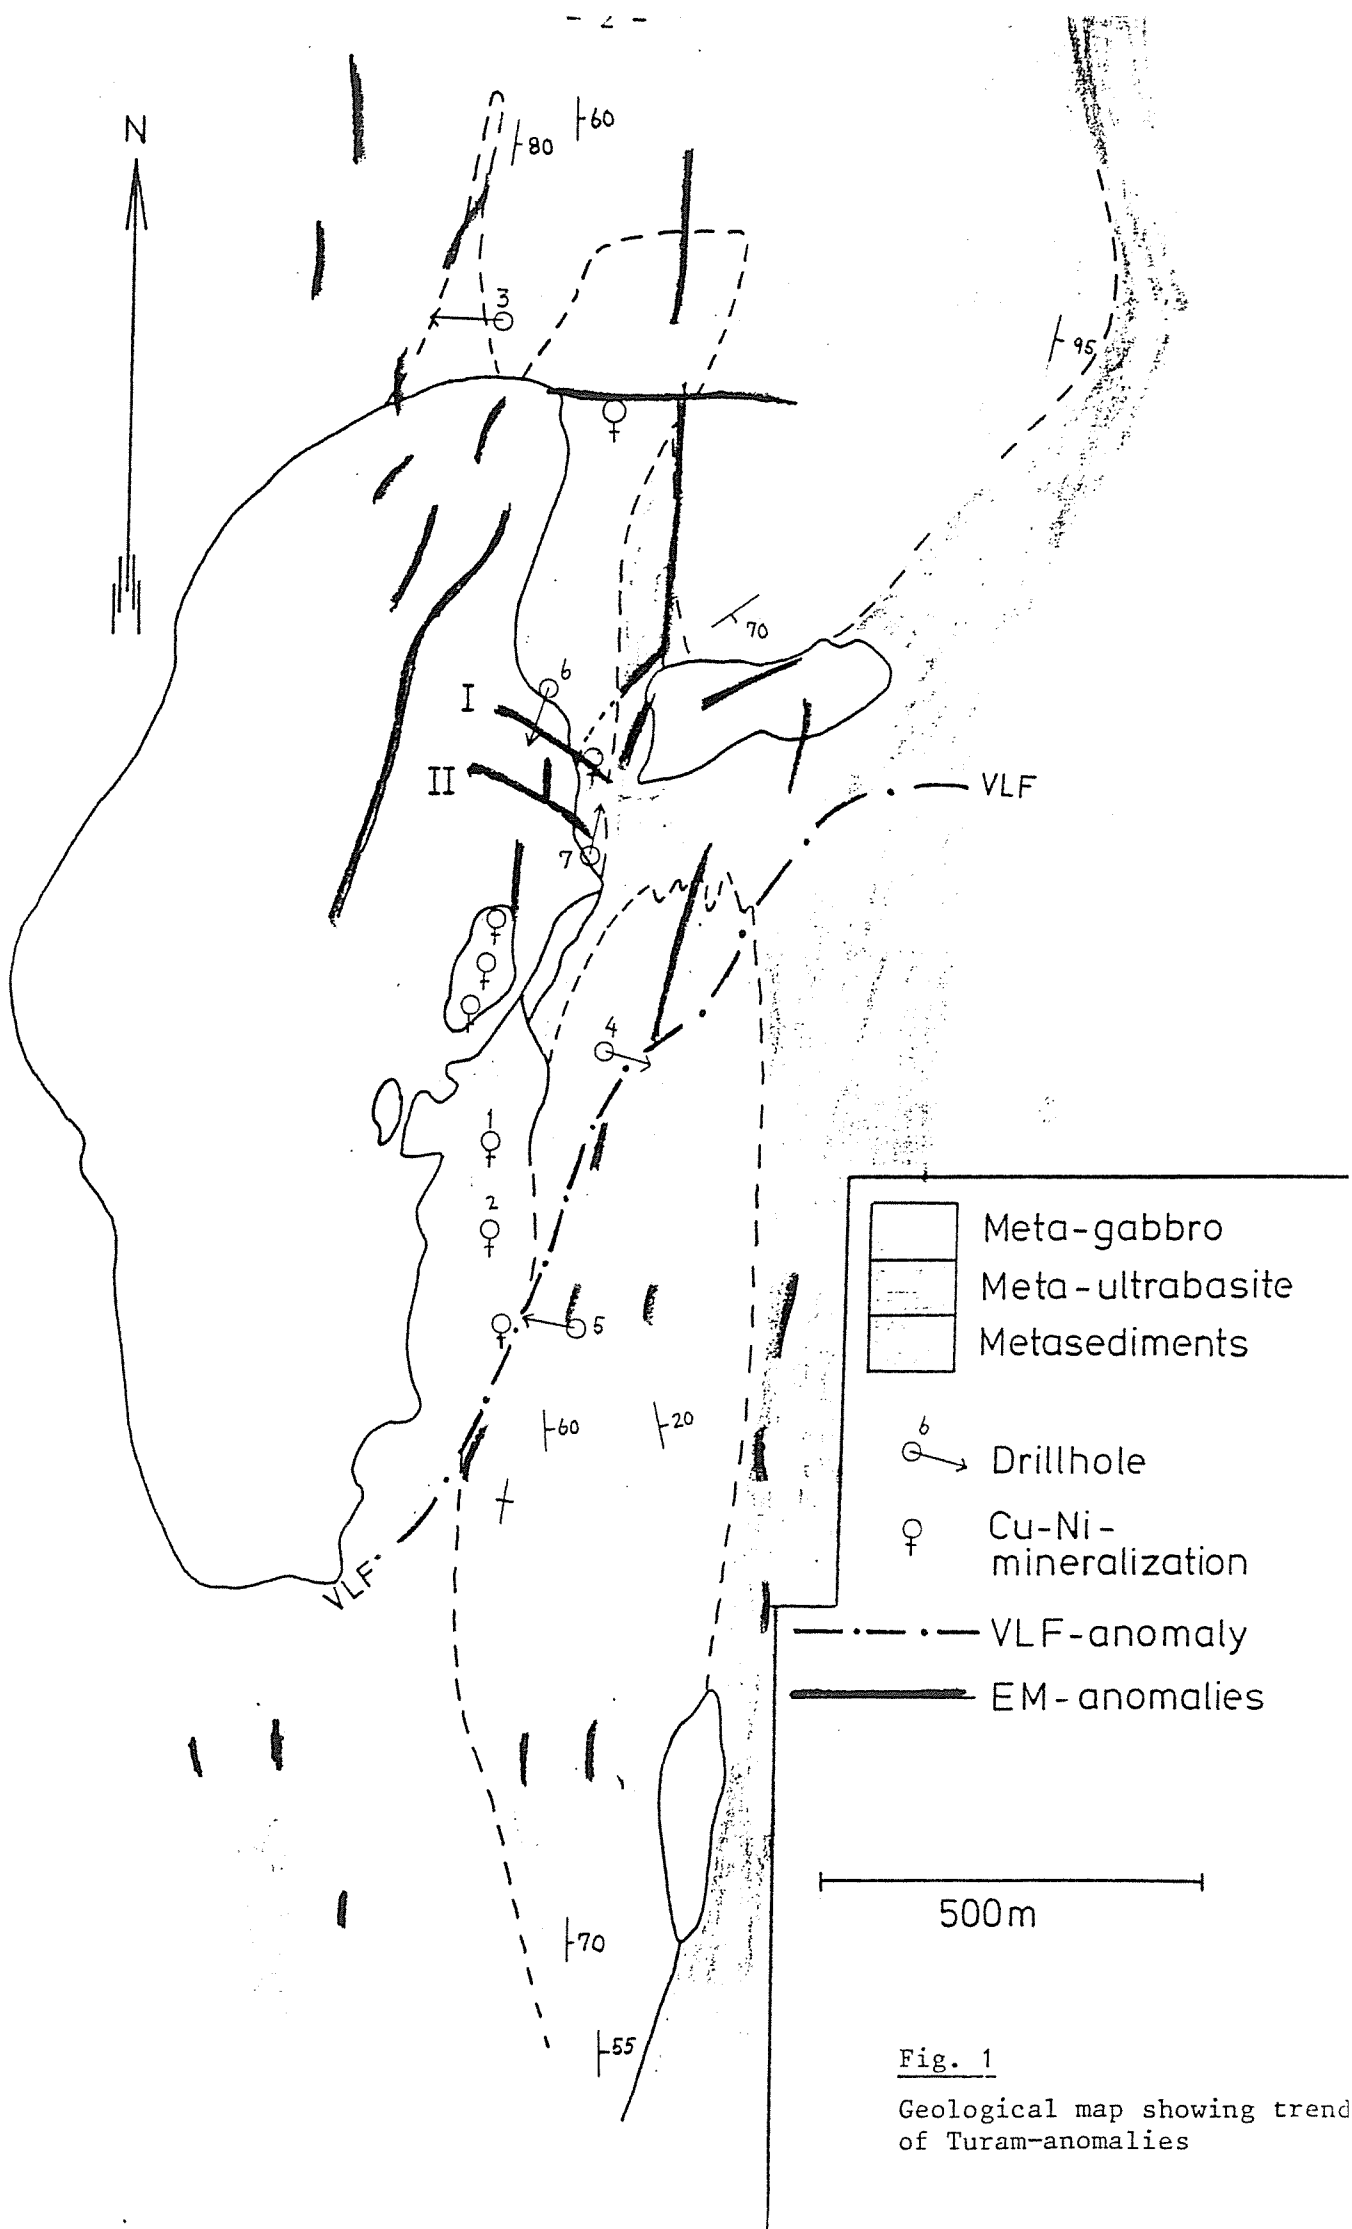 - 2 -
N
60
80
3
95
70
6
I
II
VLF
7
4
1
2
5
60
20
VLF
70
55
Meta-gabbro
Meta-ultrabasite
Metasediments
6
Drillhole
Cu-Ni-
mineralization
VLF-anomaly
EM-anomalies
500m
Fig. 1
Geological map showing trend
of Turam-anomalies